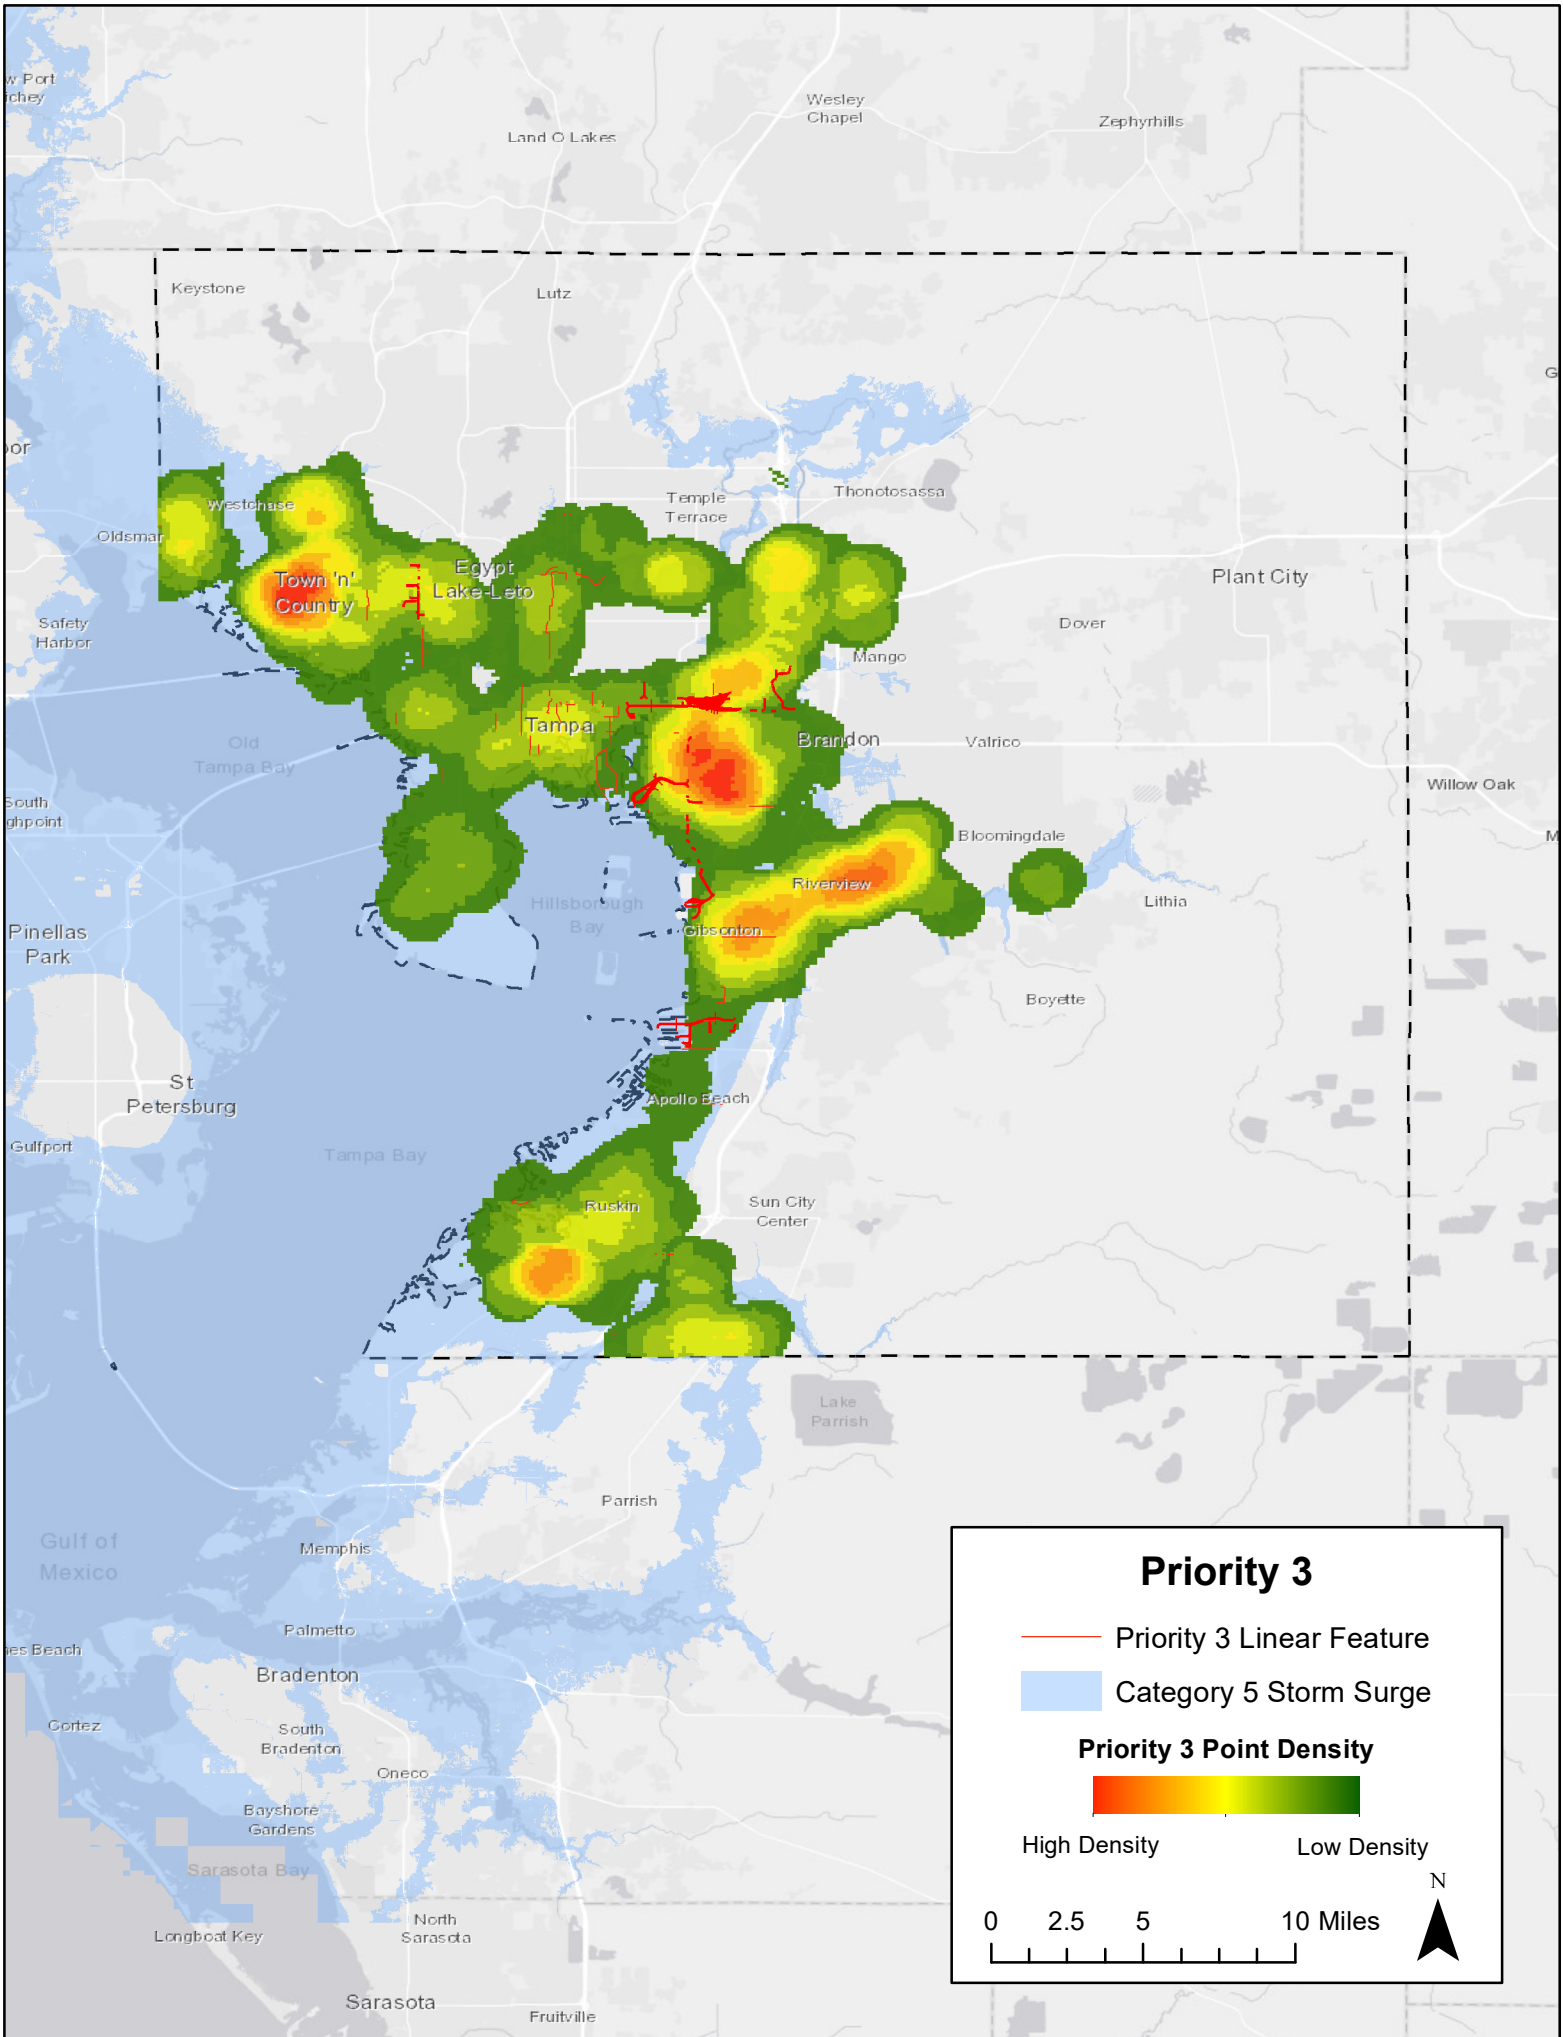 w Port
ichey
Wesley
Chapel
Zephyrhills
Land O Lakes
Keystone
Lutz
G
oor
Westchase
Temple
Terrace
Thonotosassa
Oldsmar
Town 'n'
Country
Egypt
Lake-Leto
Plant City
Safety
Harbor
Dover
Mango
Tampa
Brandon
Valrico
Old
Tampa Bay
Willow Oak
South
ghpoint
M
Bloomingdale
Riverview
Lithia
Hillsborough
Bay
Gibsonton
Pinellas
Park
Boyette
St
Petersburg
Apollo Beach
Gulfport
Tampa Bay
Ruskin
Sun City
Center
Lake
Parrish
Parrish
Gulf of
Mexico
Memphis
Palmetto
nes Beach
Bradenton
Cortez
South
Bradenton
Oneco
Bayshore
Gardens
Sarasota Bay
North
Sarasota
Longboat Key
Sarasota
Fruitville
Priority 3
Priority 3 Linear Feature
Category 5 Storm Surge
Priority 3 Point Density
High Density Low Density
N
0 2.5 5 10 Miles